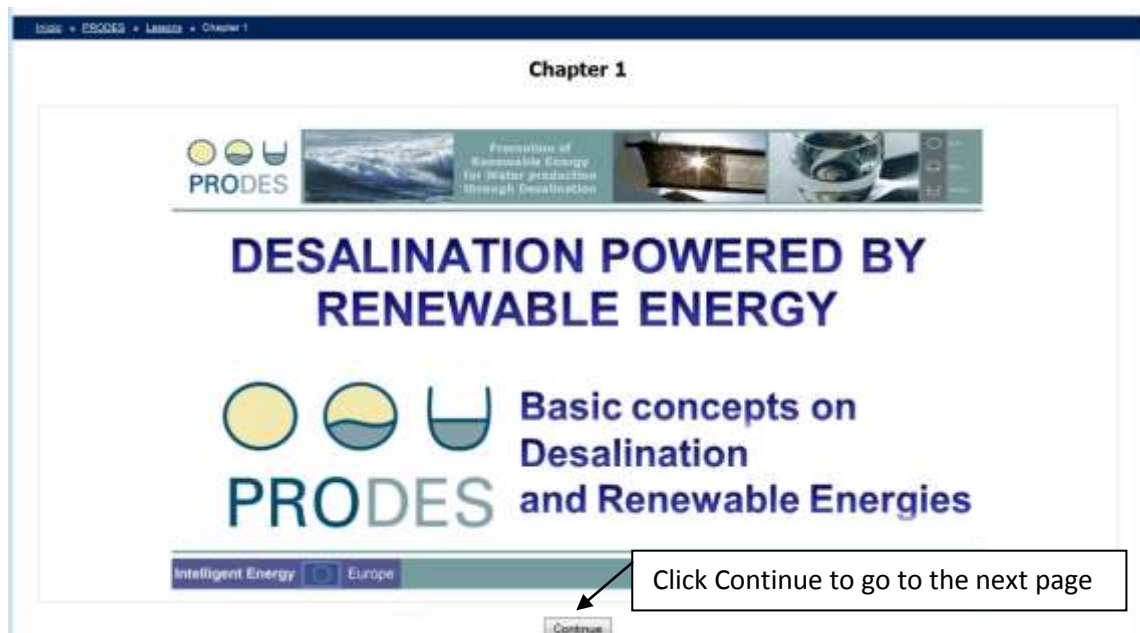 Inicio » PRODES » Lessons » Chapter 1
Chapter 1
PRODES
Promotion of
Renewable Energy
for Water production
through Desalination
DESALINATION POWERED BY
RENEWABLE ENERGY
PRODES
Basic concepts on
Desalination
and Renewable Energies
Intelligent Energy Europe
Click Continue to go to the next page
Continue